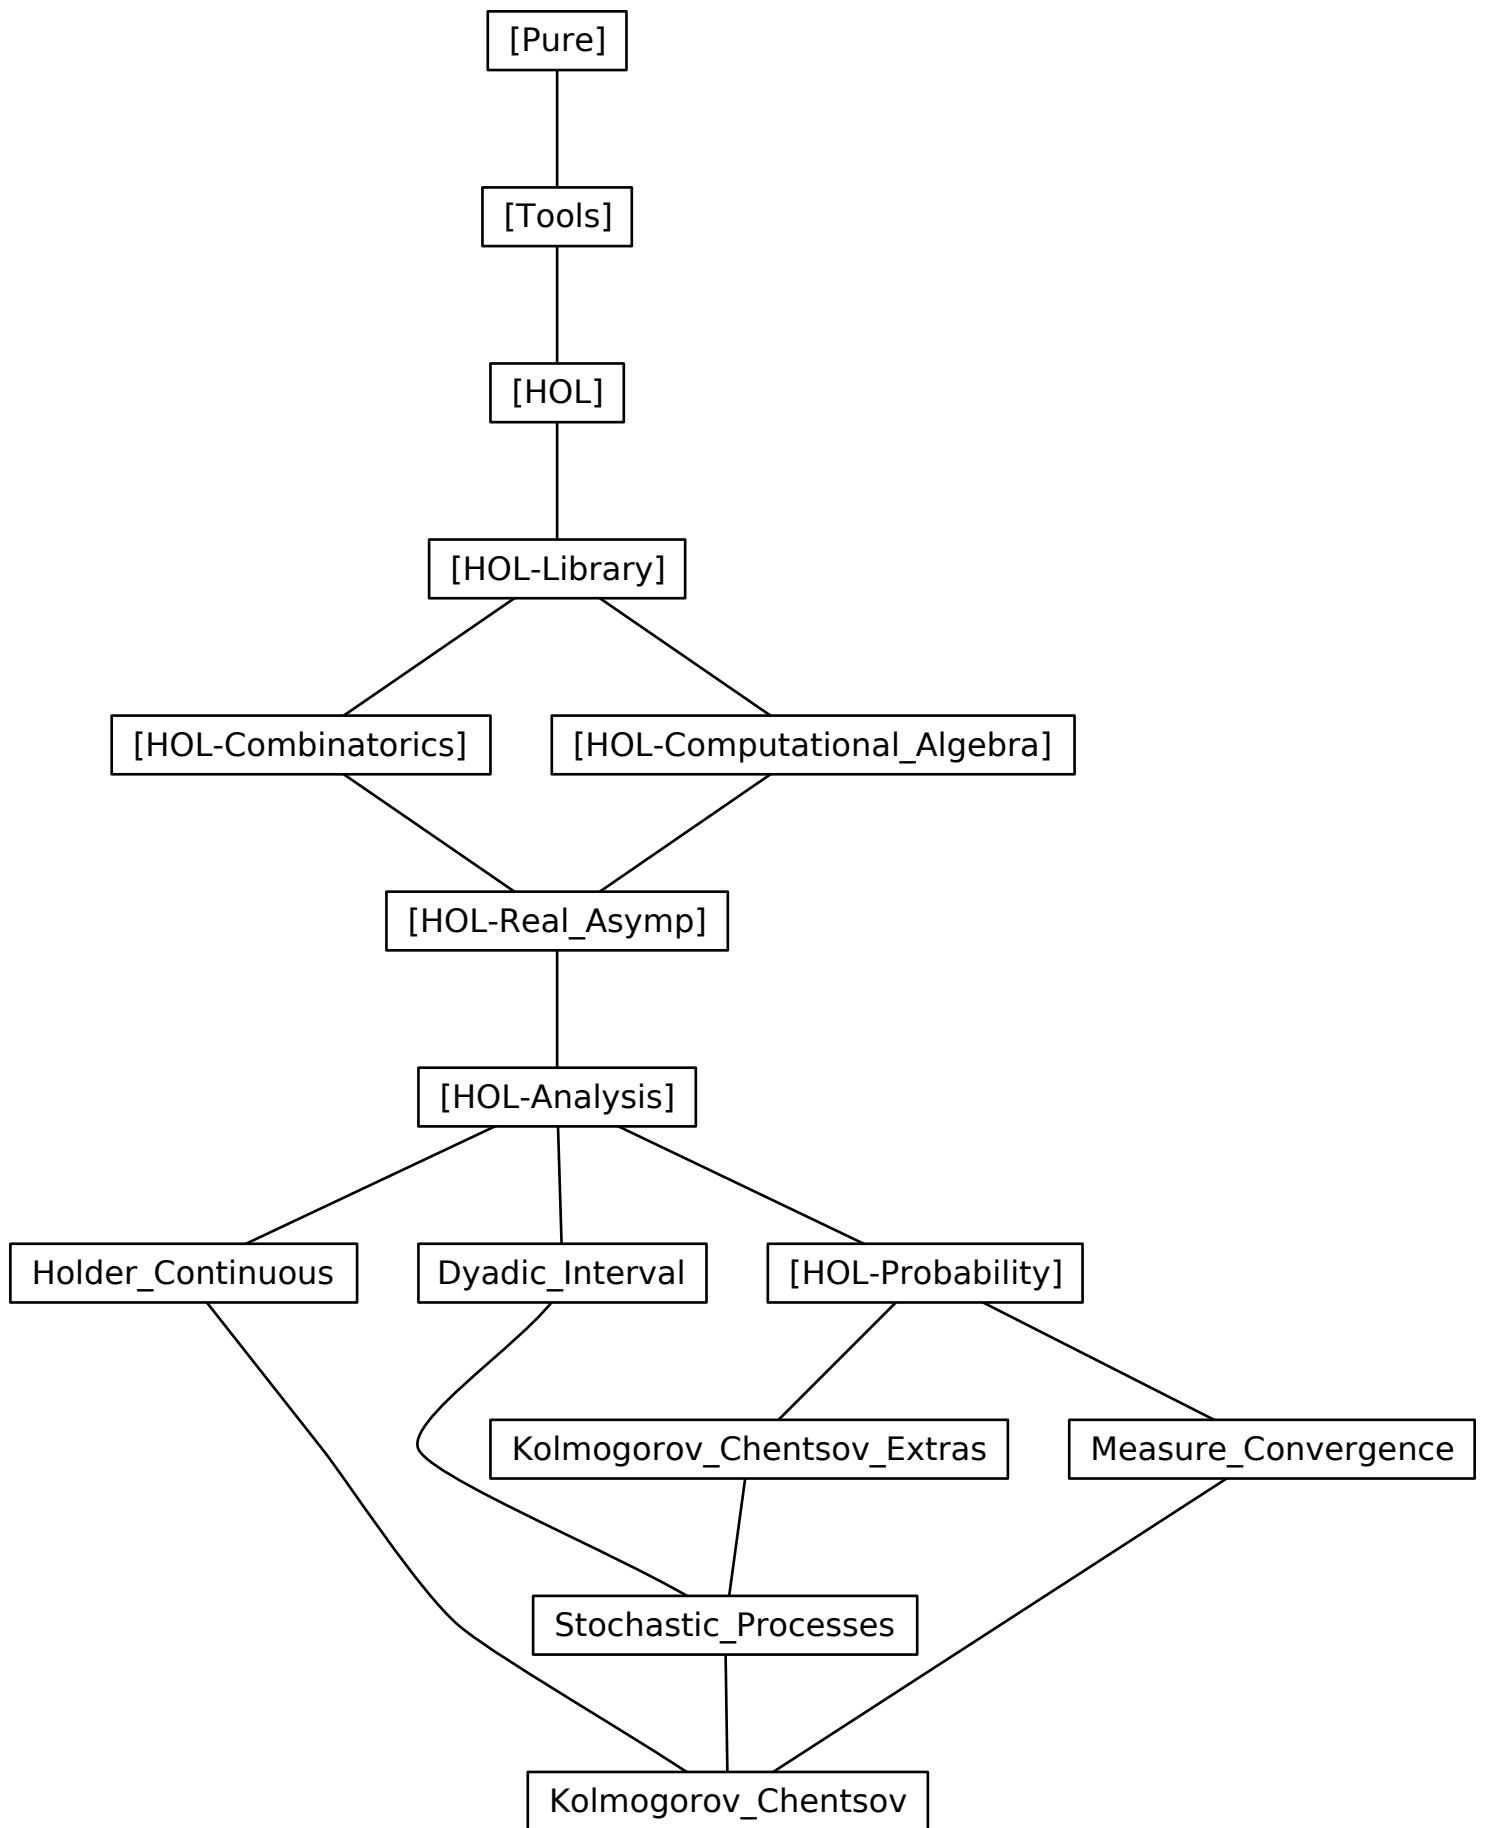 [Pure]
[Tools]
[HOL]
[HOL-Library]
[HOL-Combinatorics]
[HOL-Computational_Algebra]
[HOL-Real_Asymp]
[HOL-Analysis]
Holder_Continuous
Dyadic_Interval
[HOL-Probability]
Kolmogorov_Chentsov_Extras
Measure_Convergence
Stochastic_Processes
Kolmogorov_Chentsov